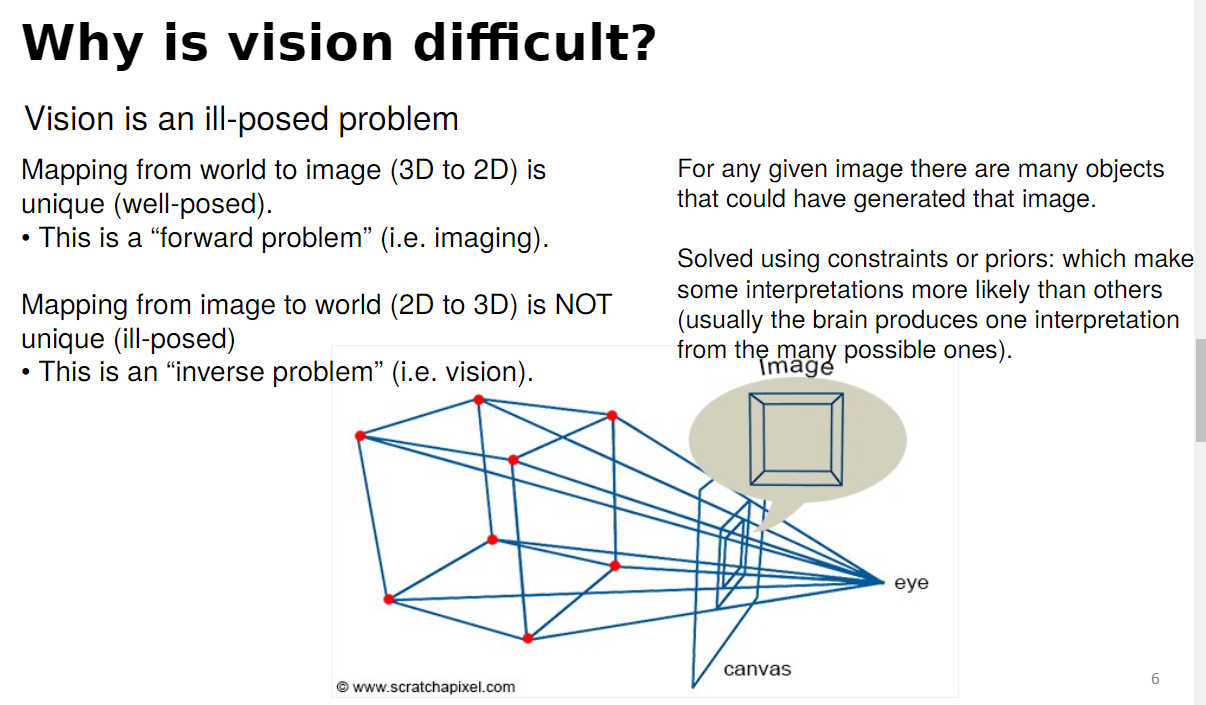 Why is vision difficult?
Vision is an ill-posed problem
Mapping from world to image (3D to 2D) is
unique (well-posed).
• This is a “forward problem” (i.e. imaging).
Mapping from image to world (2D to 3D) is NOT
unique (ill-posed)
• This is an “inverse problem” (i.e. vision).
For any given image there are many objects
that could have generated that image.
Solved using constraints or priors: which make
some interpretations more likely than others
(usually the brain produces one interpretation
from the many possible ones).
Image
eye
canvas
© www.scratchapixel.com
6